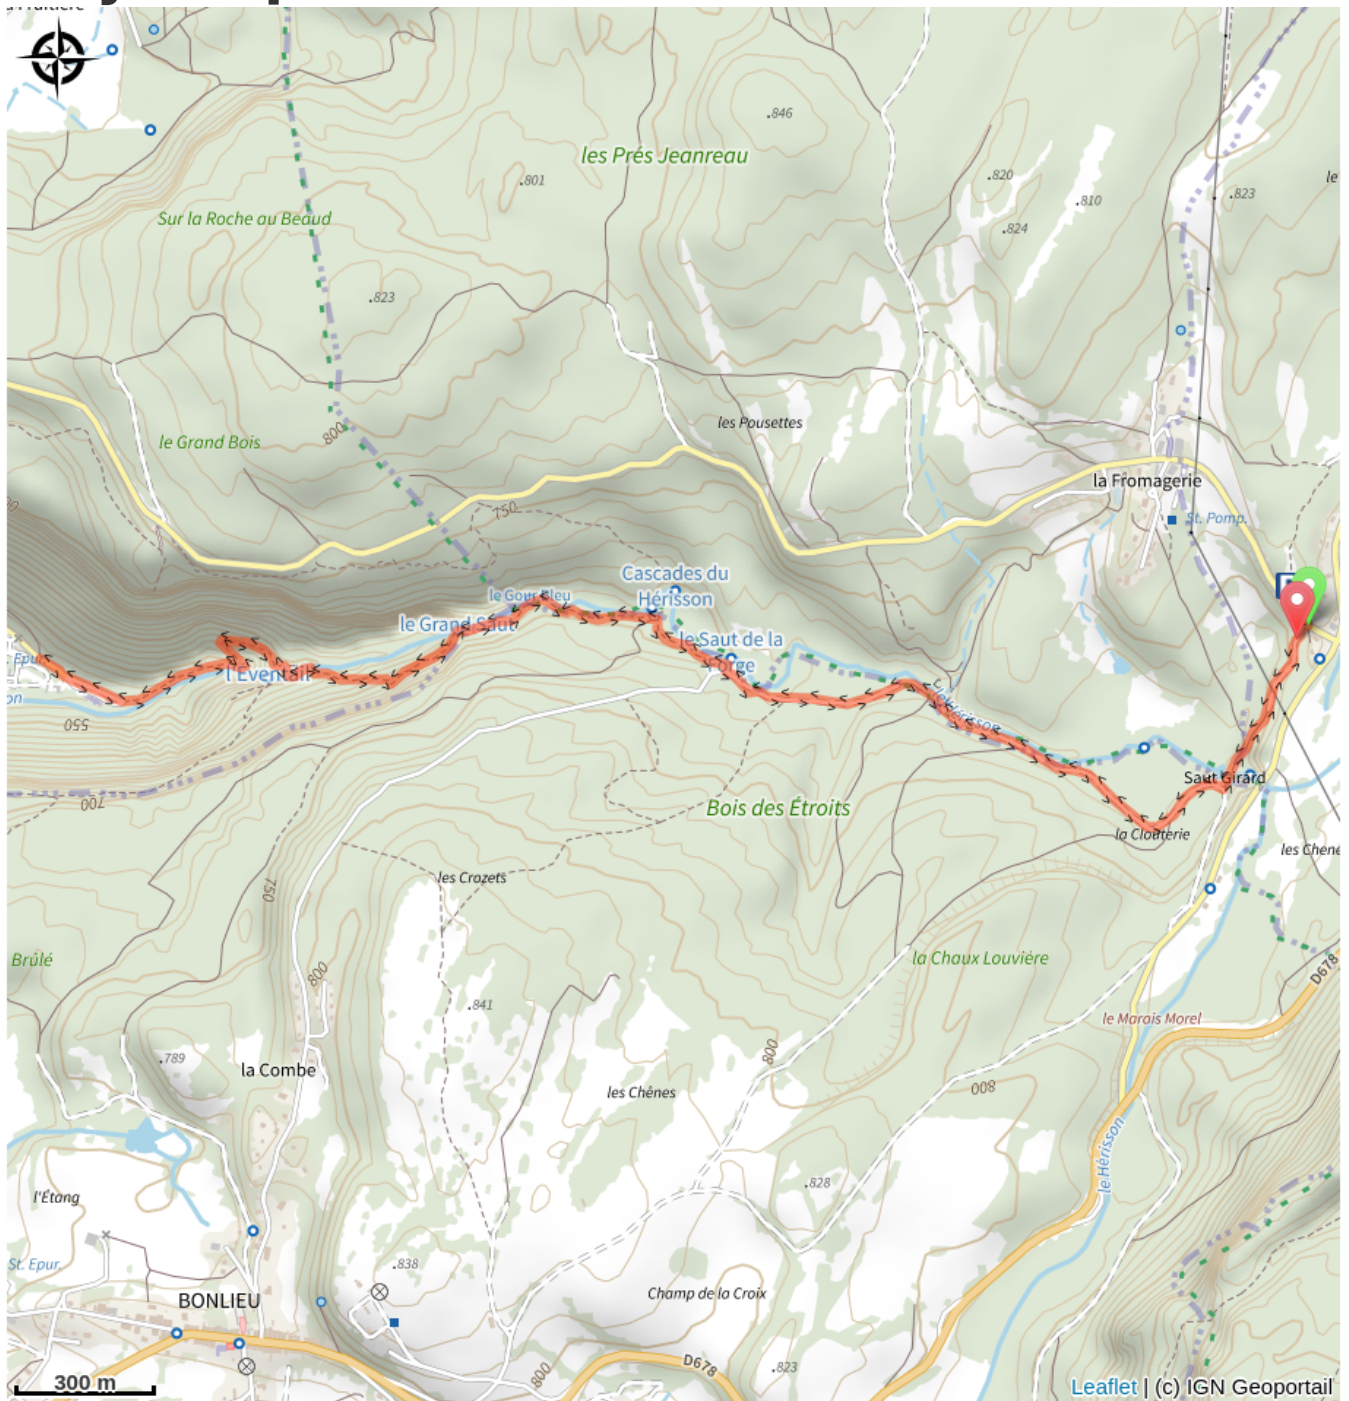 les Prés Jeanreau
.846
.801
.820
.810
.824
.823
le
Sur la Roche au Beaud
.823
le Grand Bois
800
les Pousettes
la Fromagerie
St. Pomp.
750
Cascades du
Hérisson
le Gour Bleu
le Grand Saut
le Saut de la
Forge
l'Eventail
le Hérisson
550
700
Saut Girard
la Clouterie
les Chene
Bois des Étroits
les Crozets
750
Brûlé
800
la Chaux Louvière
D678
.841
le Marais Morel
.789
la Combe
800
les Chênes
800
le Hérisson
l'Étang
.828
St. Epur.
.838
BONLIEU
Champ de la Croix
800
D678
.823
300 m
Leaflet | (c) IGN Geoportail